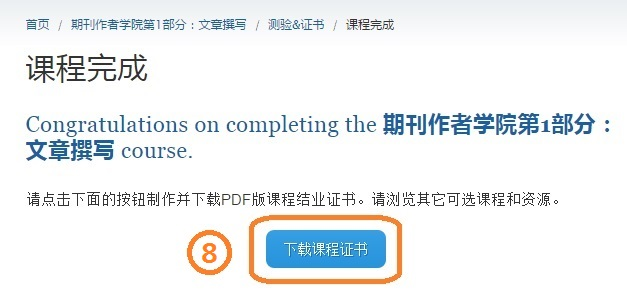 首页 / 期刊作者学院第1部分：文章撰写 / 测验&证书 / 课程完成
课程完成
Congratulations on completing the 期刊作者学院第1部分：
文章撰写 course.
请点击下面的按钮制作并下载PDF版课程结业证书。请浏览其它可选课程和资源。
8 下载课程证书